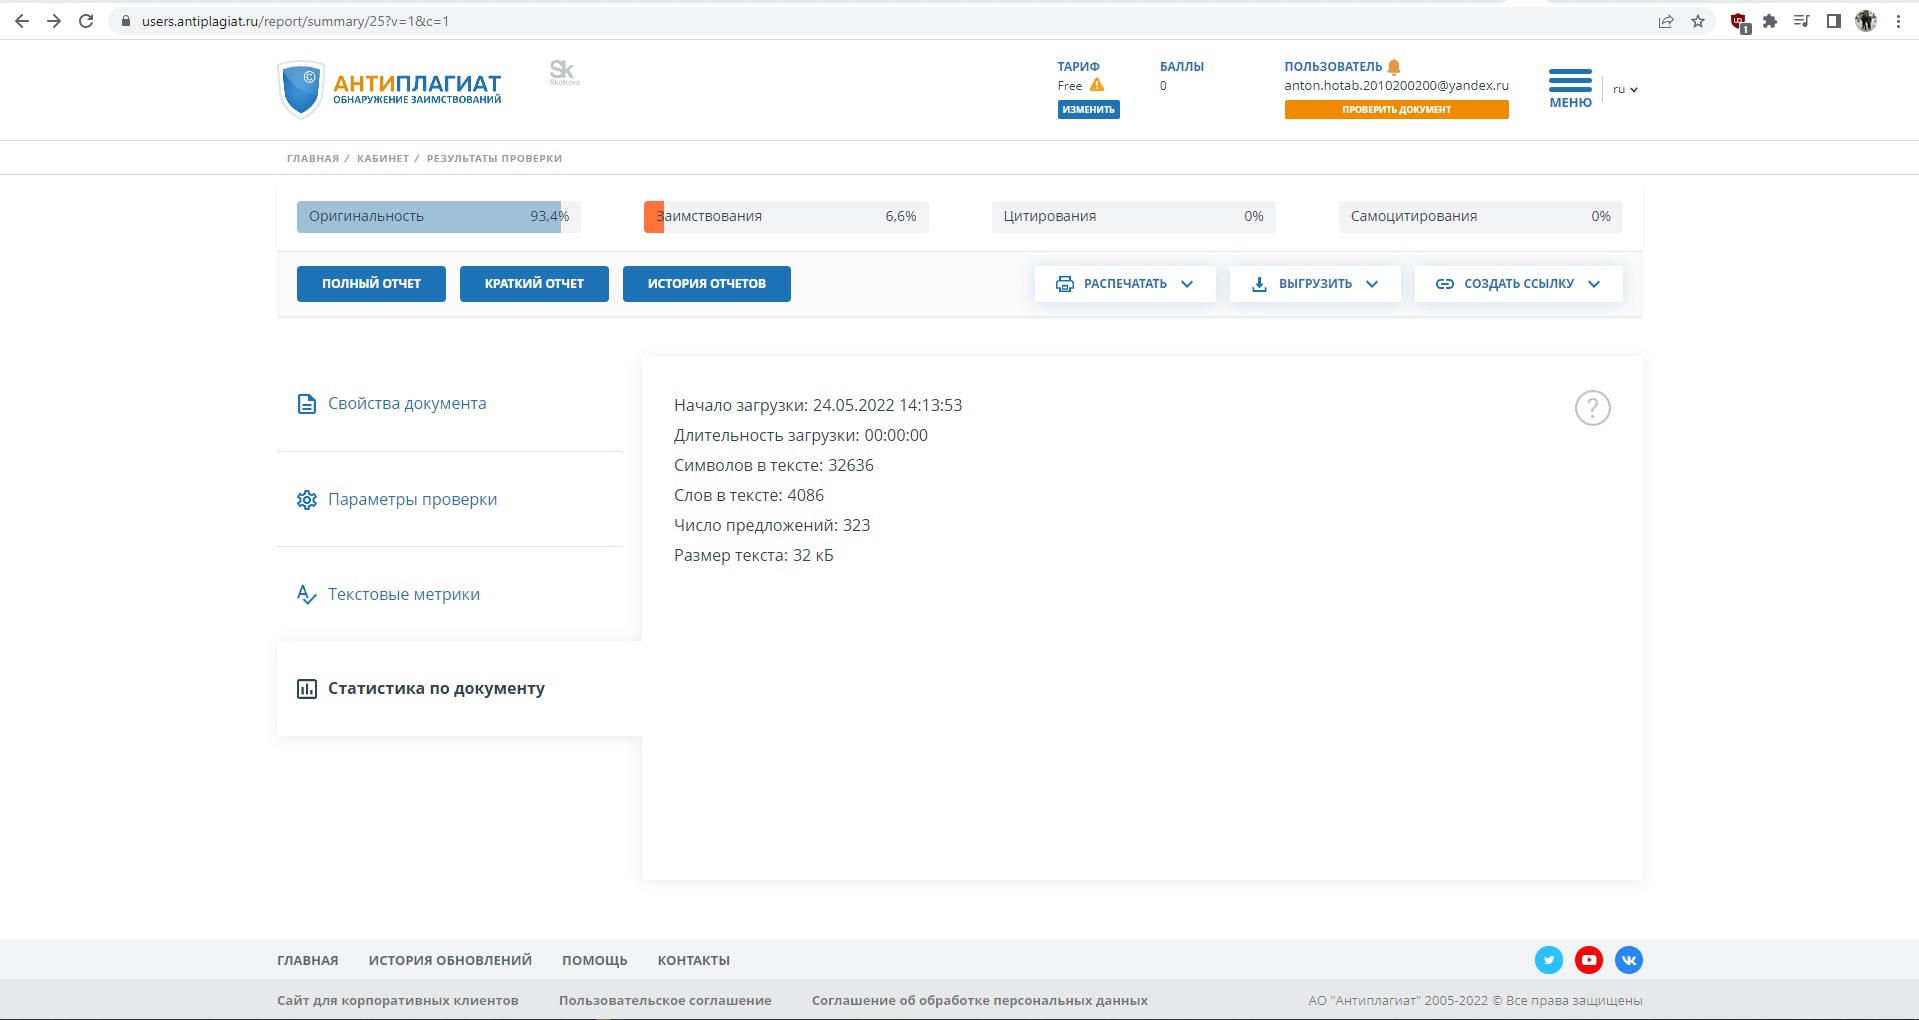 users.antiplagiat.ru/report/summary/25?v=1&c=1
1
АНТИПЛАГИАТ
ОБНАРУЖЕНИЕ ЗАИМСТВОВАНИЙ
Sk
Skolkovo
ТАРИФ
Free
ИЗМЕНИТЬ
БАЛЛЫ
0
ПОЛЬЗОВАТЕЛЬ
anton.hotab.2010200200@yandex.ru
ПРОВЕРИТЬ ДОКУМЕНТ
МЕНЮ
ru
ГЛАВНАЯ / КАБИНЕТ / РЕЗУЛЬТАТЫ ПРОВЕРКИ
Оригинальность 93,4%
Заимствования 6,6%
Цитирования 0%
Самоцитирования 0%
ПОЛНЫЙ ОТЧЕТ
КРАТКИЙ ОТЧЕТ
ИСТОРИЯ ОТЧЕТОВ
РАСПЕЧАТАТЬ
ВЫГРУЗИТЬ
СОЗДАТЬ ССЫЛКУ
Свойства документа
Параметры проверки
Текстовые метрики
Статистика по документу
Начало загрузки: 24.05.2022 14:13:53
Длительность загрузки: 00:00:00
Символов в тексте: 32636
Слов в тексте: 4086
Число предложений: 323
Размер текста: 32 кБ
?
ГЛАВНАЯ ИСТОРИЯ ОБНОВЛЕНИЙ ПОМОЩЬ КОНТАКТЫ
Сайт для корпоративных клиентов Пользовательское соглашение Соглашение об обработке персональных данных
АО "Антиплагиат" 2005-2022 © Все права защищены